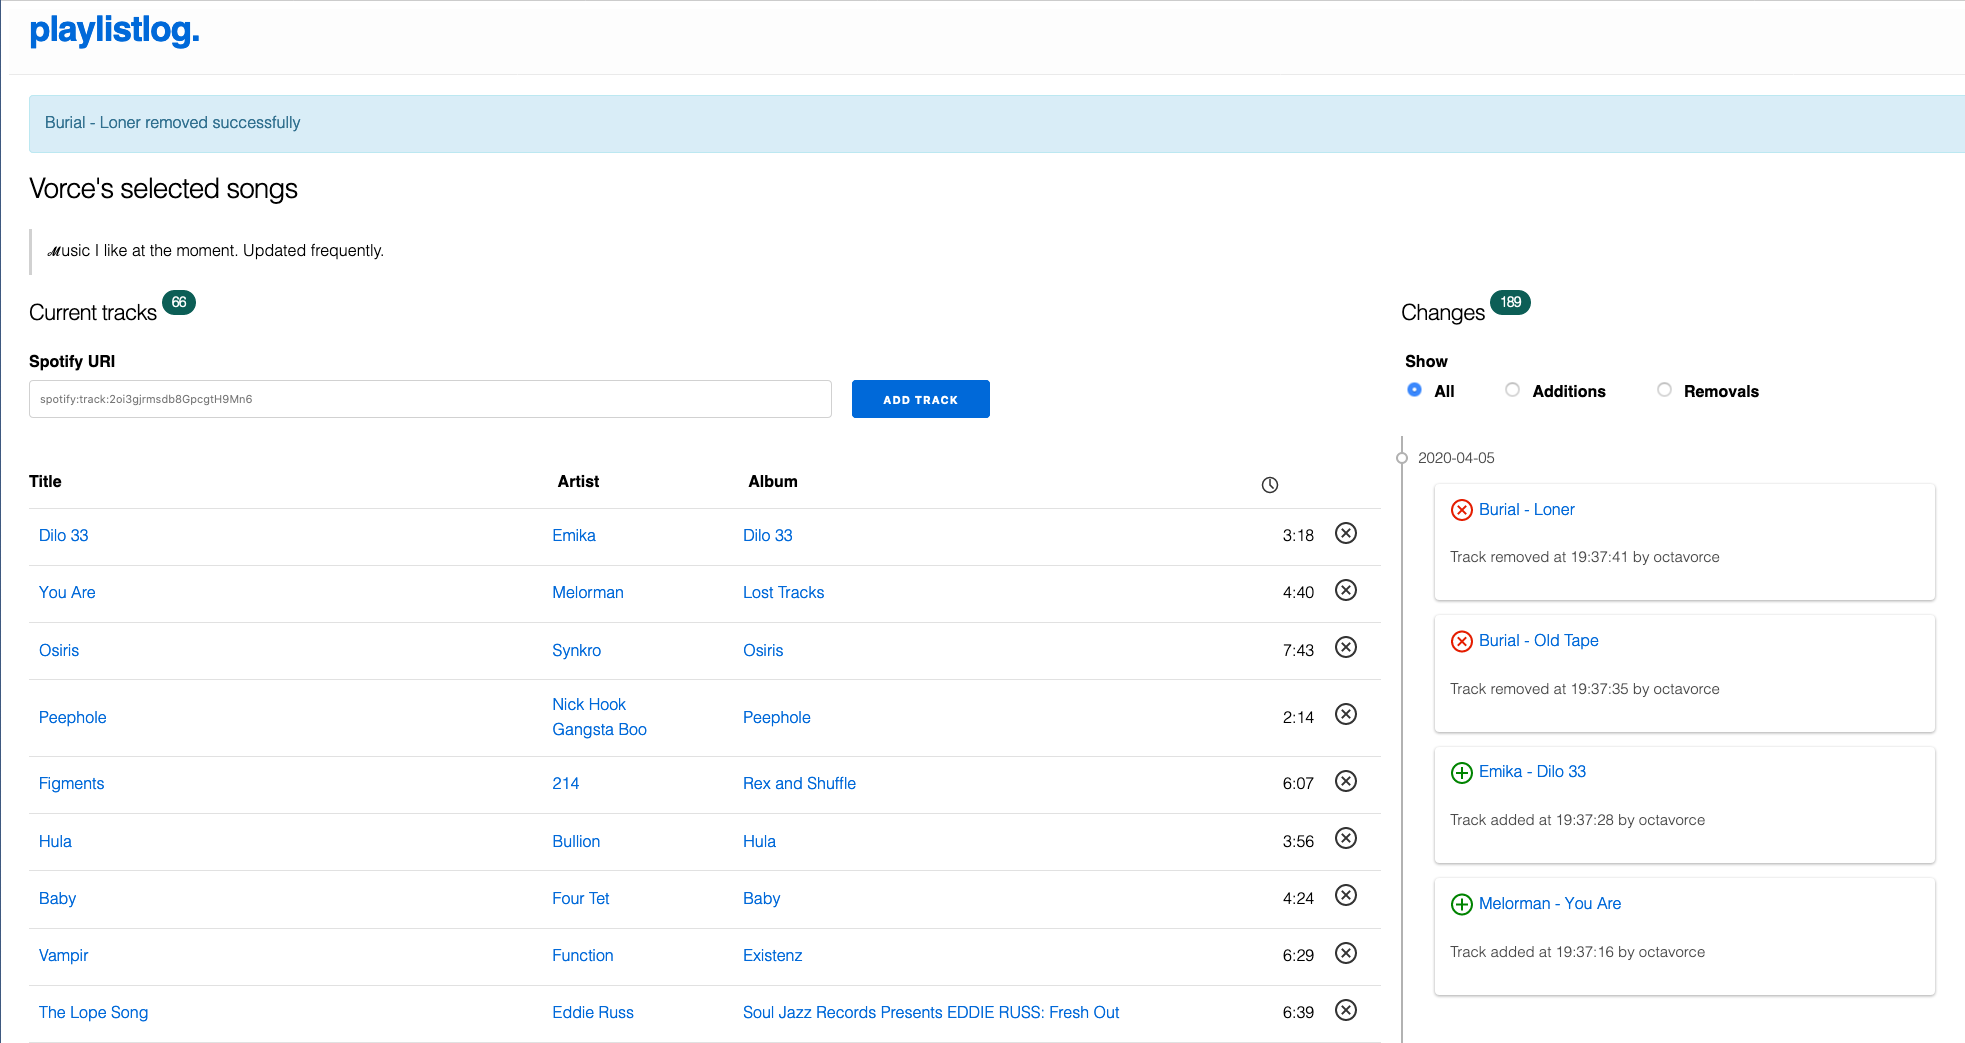 playlistlog.
Burial - Loner removed successfully
Vorce's selected songs
ℳusic I like at the moment. Updated frequently.
Current tracks 66
Spotify URI
spotify:track:2oi3gjrmsdb8GpcgtH9Mn6
ADD TRACK
Title Artist Album
Dilo 33 Emika Dilo 33 3:18
You Are Melorman Lost Tracks 4:40
Osiris Synkro Osiris 7:43
Peephole Nick Hook Peephole 2:14
Gangsta Boo
Figments 214 Rex and Shuffle 6:07
Hula Bullion Hula 3:56
Baby Four Tet Baby 4:24
Vampir Function Existenz 6:29
The Lope Song Eddie Russ Soul Jazz Records Presents EDDIE RUSS: Fresh Out 6:39
Changes 189
Show
All Additions Removals
2020-04-05
Burial - Loner
Track removed at 19:37:41 by octavorce
Burial - Old Tape
Track removed at 19:37:35 by octavorce
Emika - Dilo 33
Track added at 19:37:28 by octavorce
Melorman - You Are
Track added at 19:37:16 by octavorce